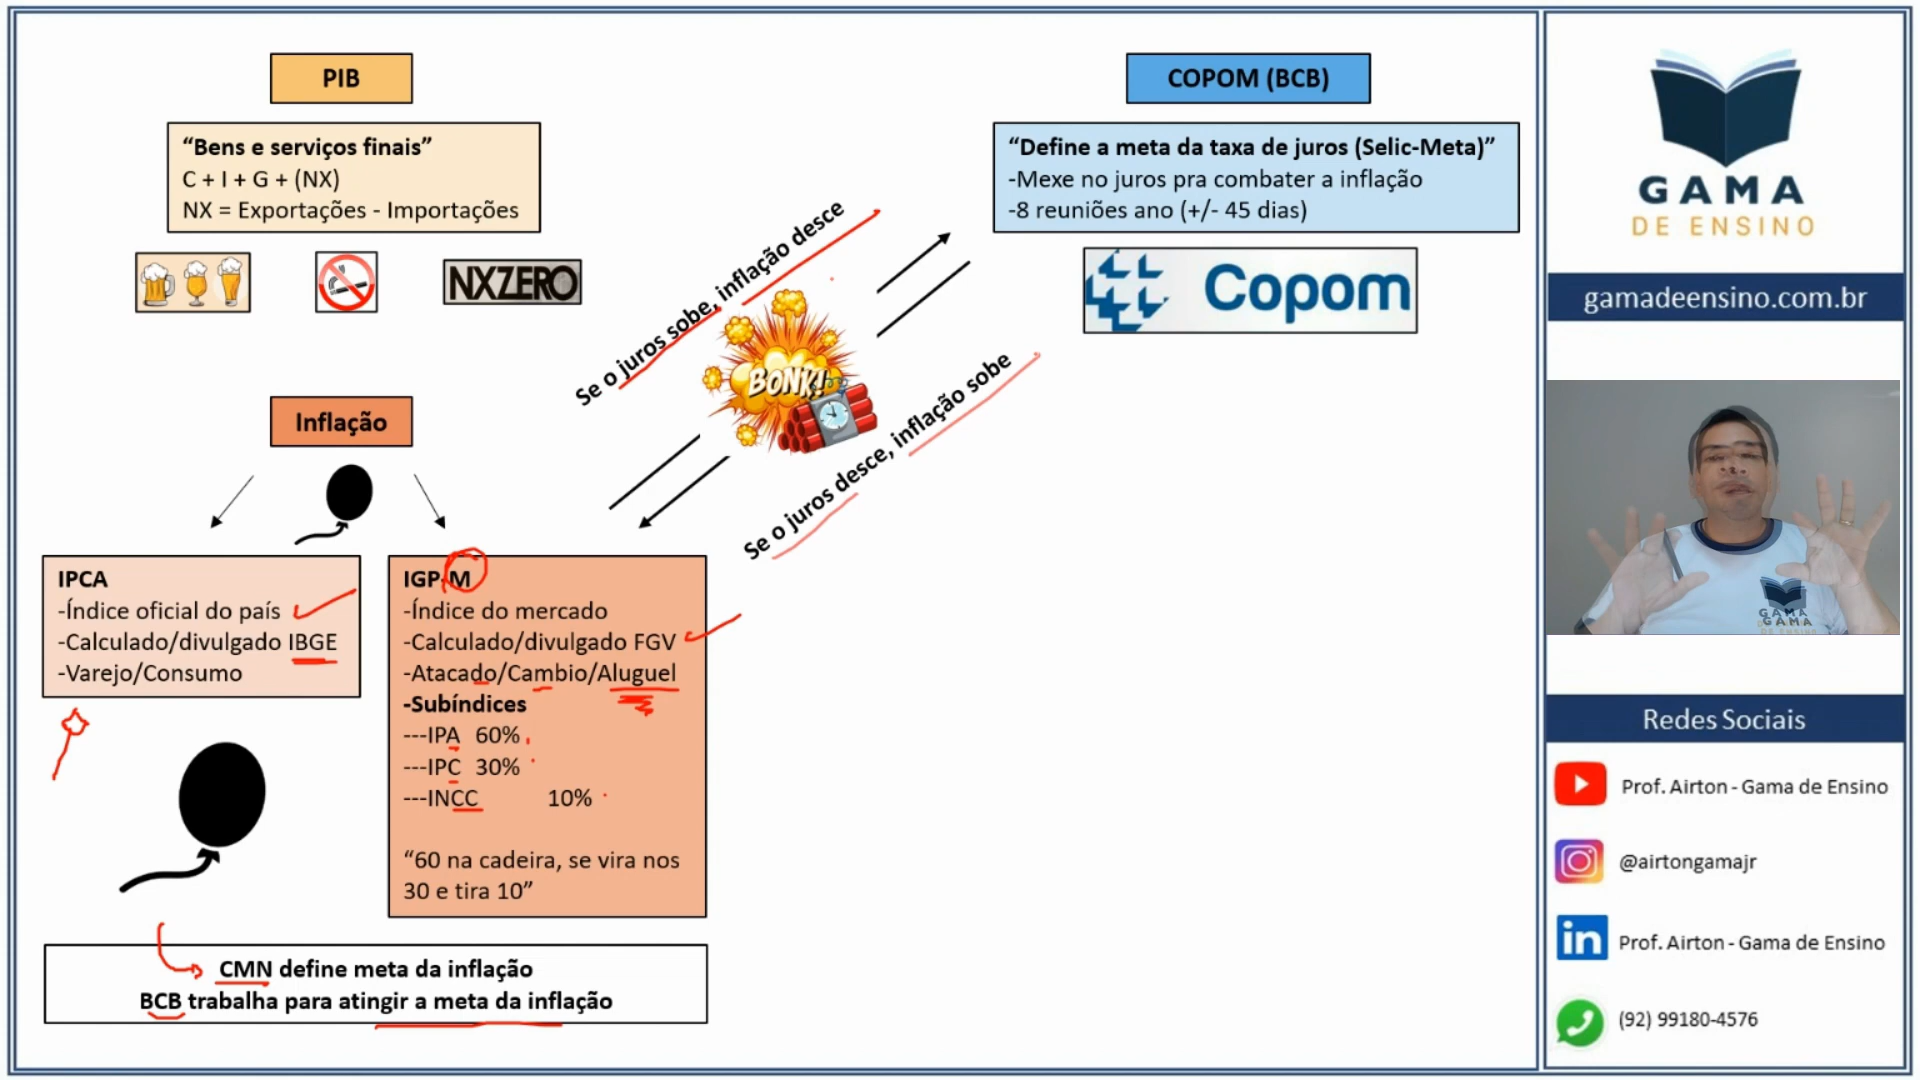 PIB
“Bens e serviços finais”
C + I + G + (NX)
NX = Exportações - Importações
NXZERO
COPOM (BCB)
“Define a meta da taxa de juros (Selic-Meta)”
-Mexe no juros pra combater a inflação
-8 reuniões ano (+/- 45 dias)
Copom
Se o juros sobe, inflação desce
BONK!
Se o juros desce, inflação sobe
Inflação
IPCA
-Índice oficial do país
-Calculado/divulgado IBGE
-Varejo/Consumo
IGP-M
-Índice do mercado
-Calculado/divulgado FGV
-Atacado/Cambio/Aluguel
-Subíndices
---IPA 60%
---IPC 30%
---INCC 10%
“60 na cadeira, se vira nos
30 e tira 10”
CMN define meta da inflação
BCB trabalha para atingir a meta da inflação
GAMA
DE ENSINO
gamadeensino.com.br
GAMA
GAMA
DE ENSINO
Redes Sociais
Prof. Airton - Gama de Ensino
@airtongamajr
in
Prof. Airton - Gama de Ensino
(92) 99180-4576